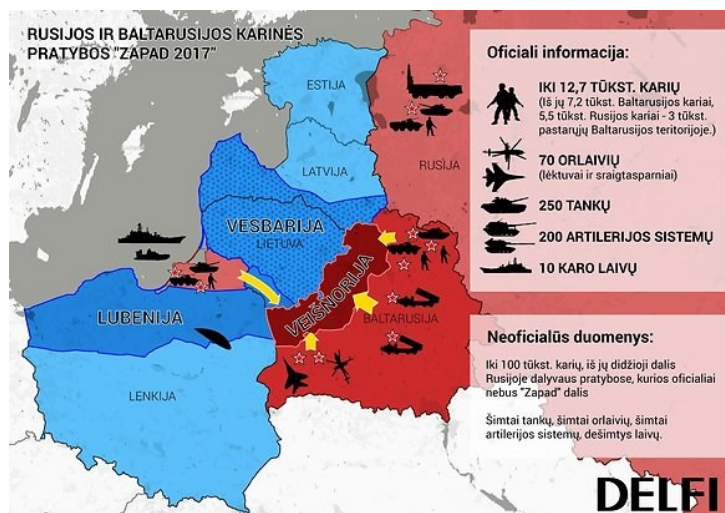 RUSIJOS IR BALTARUSIJOS KARINĖS
PRATYBOS "ZAPAD 2017"
ESTIJA
LATVIJA
RUSIJA
VESBARIJA
LIETUVA
VEIŠNORIJA
BALTARUSIJA
LUBENIJA
LENKIJA
Oficiali informacija:
IKI 12,7 TŪKST. KARIŲ
(Iš jų 7,2 tūkst. Baltarusijos kariai,
5,5 tūkst. Rusijos kariai - 3 tūkst.
pastarųjų Baltarusijos teritorijoje.)
70 ORLAIVIŲ
(lėktuvai ir sraigtasparniai)
250 TANKŲ
200 ARTILERIJOS SISTEMŲ
10 KARO LAIVŲ
Neoficialūs duomenys:
Iki 100 tūkst. karių, iš jų didžioji dalis
Rusijoje dalyvaus pratybose, kurios oficialiai
nebus "Zapad" dalis
Šimtai tankų, šimtai orlaivių, šimtai
artilerijos sistemų, dešimtys laivų.
DELFI